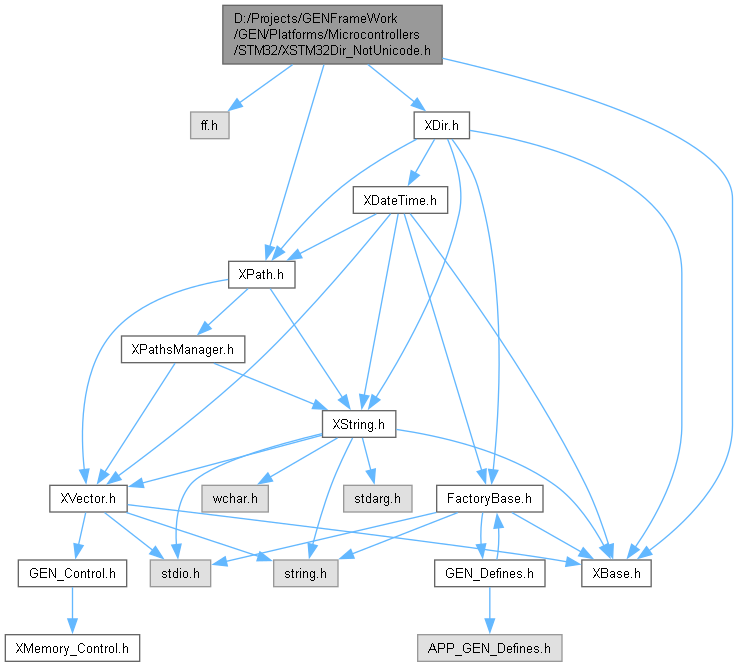 D:/Projects/GENFrameWork
/GEN/Platforms/Microcontrollers
/STM32/XSTM32Dir_NotUnicode.h
ff.h
XDir.h
XDateTime.h
XPath.h
XPathsManager.h
XString.h
XVector.h
wchar.h
stdarg.h
FactoryBase.h
GEN_Control.h
stdio.h
string.h
GEN_Defines.h
XBase.h
XMemory_Control.h
APP_GEN_Defines.h